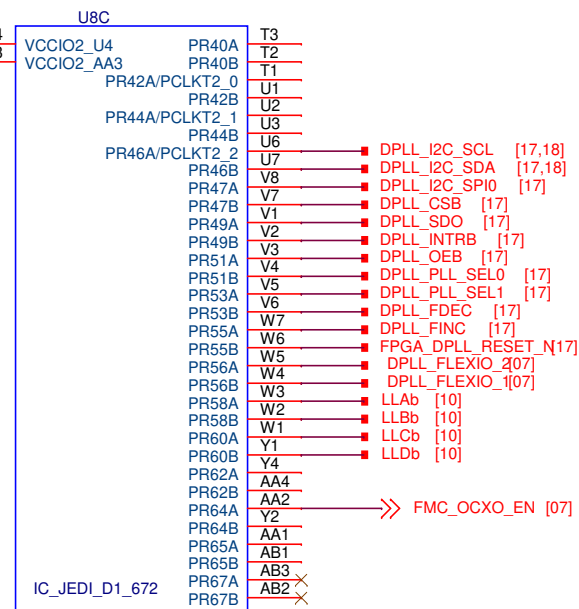 U8C
VCCIO2_U4 PR40A T3
VCCIO2_AA3 PR40B T2
PR42A/PCLKT2_0 T1
PR42B U1
PR44A/PCLKT2_1 U2
PR44B U3
PR46A/PCLKT2_2 U6 DPLL_I2C_SCL [17,18]
PR46B U7 DPLL_I2C_SDA [17,18]
PR47A V8 DPLL_I2C_SPI0 [17]
PR47B V7 DPLL_CSB [17]
PR49A V1 DPLL_SDO [17]
PR49B V2 DPLL_INTRB [17]
PR51A V3 DPLL_OEB [17]
PR51B V4 DPLL_PLL_SEL0 [17]
PR53A V5 DPLL_PLL_SEL1 [17]
PR53B V6 DPLL_FDEC [17]
PR55A W7 DPLL_FINC [17]
PR55B W6 FPGA_DPLL_RESET_N[17]
PR56A W5 DPLL_FLEXIO_2[07]
PR56B W4 DPLL_FLEXIO_1[07]
PR58A W3 LLAb [10]
PR58B W2 LLBb [10]
PR60A W1 LLCb [10]
PR60B Y1 LLDb [10]
PR62A Y4
PR62B AA4
PR64A AA2 FMC_OCXO_EN [07]
PR64B Y2
PR65A AA1
PR65B AB1
PR67A AB3
IC_JEDI_D1_672 PR67B AB2